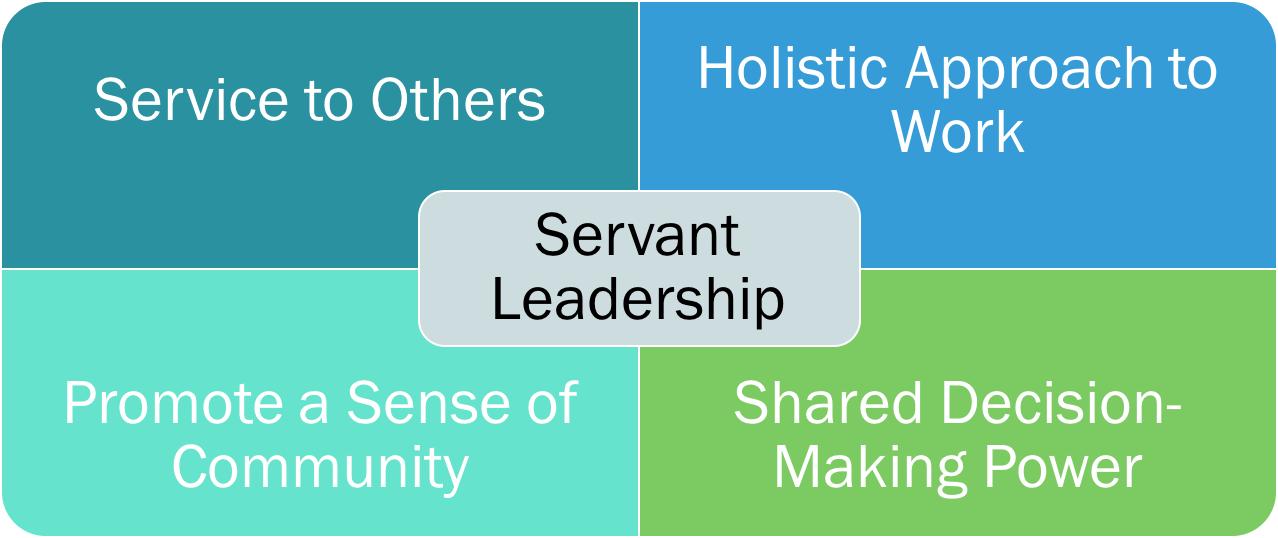 Service to Others
Holistic Approach to
Work
Servant
Leadership
Promote a Sense of
Community
Shared Decision-
Making Power